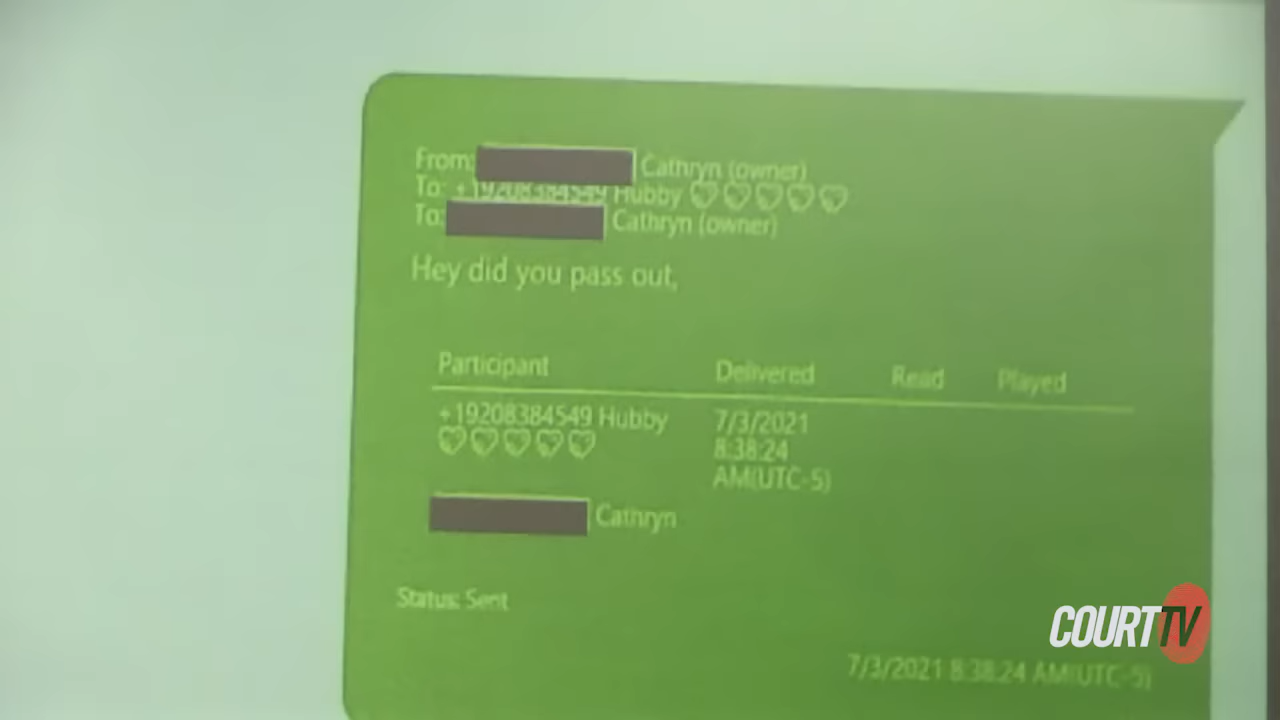 From: Cathryn (owner)
To: +19208384549 Hubby ♡♡♡♡♡
To: Cathryn (owner)
Hey did you pass out,
Participant Delivered Read Played
+19208384549 Hubby 7/3/2021
♡♡♡♡♡ 8:38:24
AM(UTC-5)
Cathryn
Status: Sent
COURT TV
7/3/2021 8:38:24 AM(UTC-5)